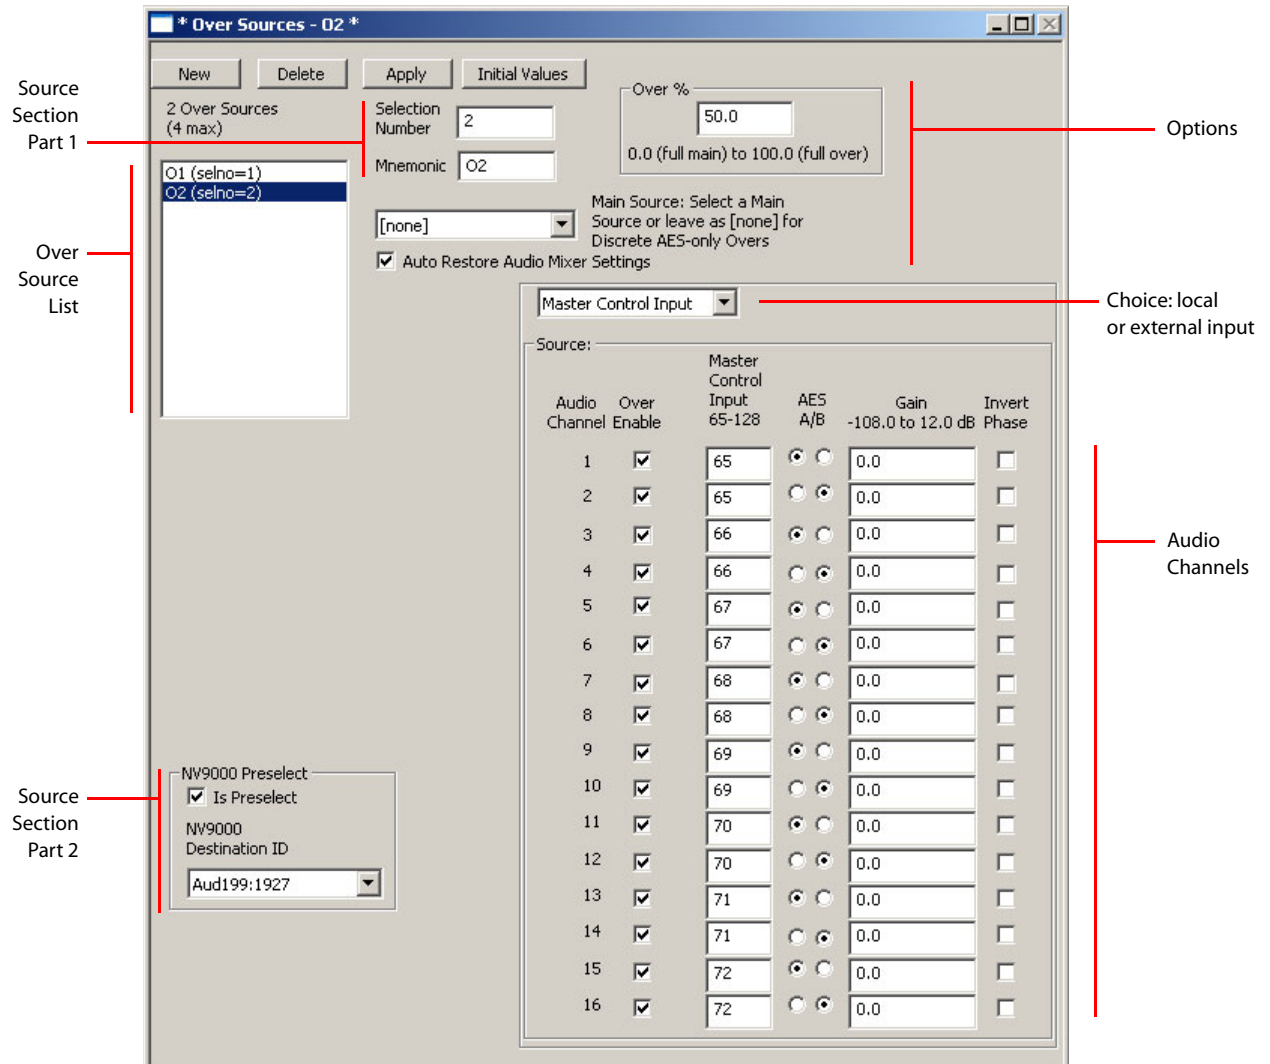 * Over Sources - O2 *
New
Delete
Apply
Initial Values
Source
Section
Part 1
2 Over Sources
(4 max)
Selection
Number
2
Mnemonic
O2
Over %
50.0
0.0 (full main) to 100.0 (full over)
Options
O1 (selno=1)
O2 (selno=2)
Over
Source
List
[none]
Main Source: Select a Main
Source or leave as [none] for
Discrete AES-only Overs
Auto Restore Audio Mixer Settings
Master Control Input
Choice: local
or external input
Source:
Audio
Channel
Over
Enable
Master
Control
Input
65-128
AES
A/B
Gain
-108.0 to 12.0 dB
Invert
Phase
1 65 0.0
2 65 0.0
3 66 0.0
4 66 0.0
5 67 0.0
6 67 0.0
7 68 0.0
8 68 0.0
9 69 0.0
10 69 0.0
11 70 0.0
12 70 0.0
13 71 0.0
14 71 0.0
15 72 0.0
16 72 0.0
Audio
Channels
Source
Section
Part 2
NV9000 Preselect
Is Preselect
NV9000
Destination ID
Aud199:1927